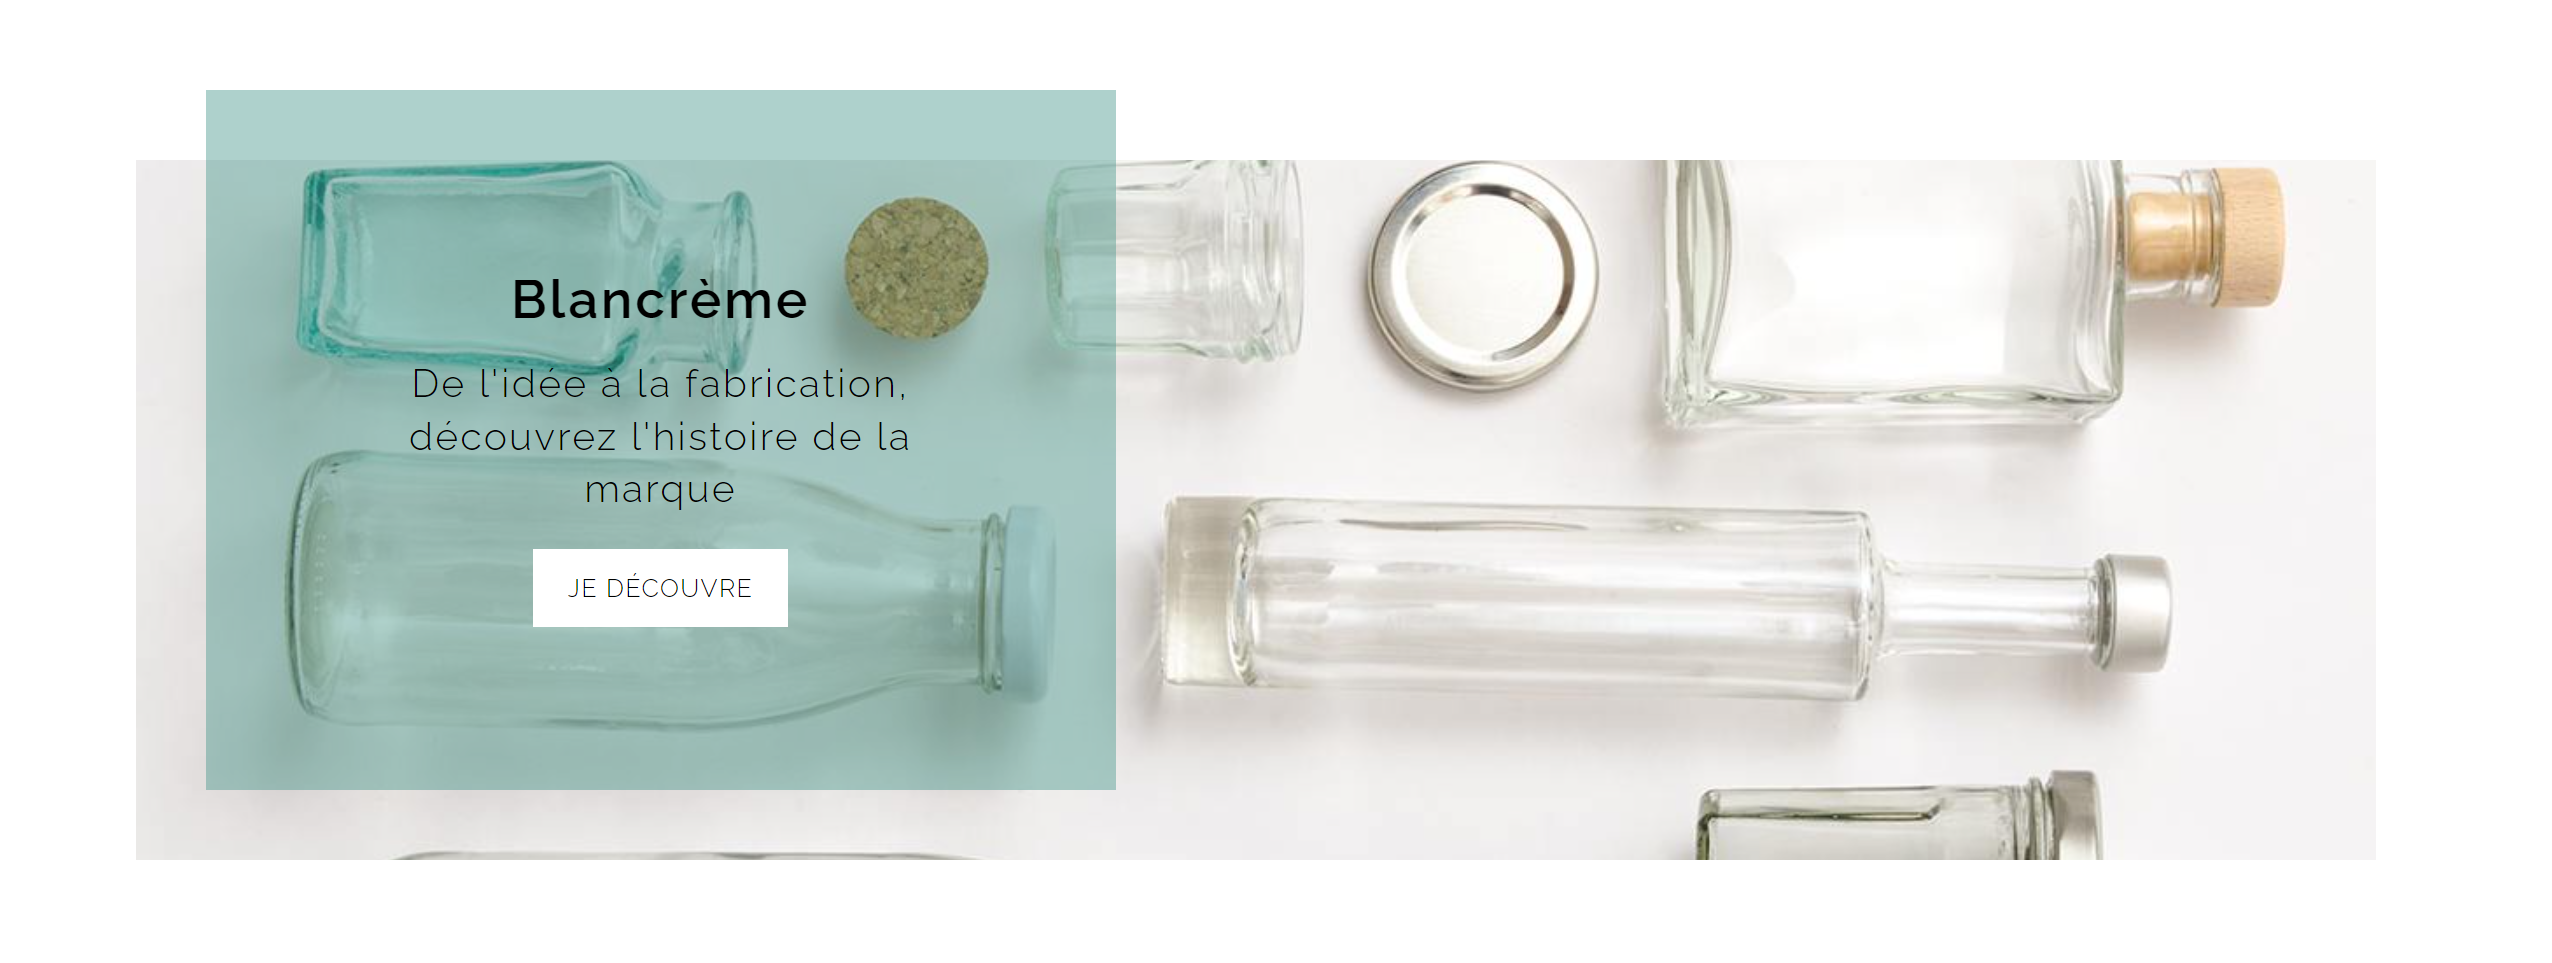 Blancrème
De l'idée à la fabrication,
découvrez l'histoire de la
marque
JE DÉCOUVRE